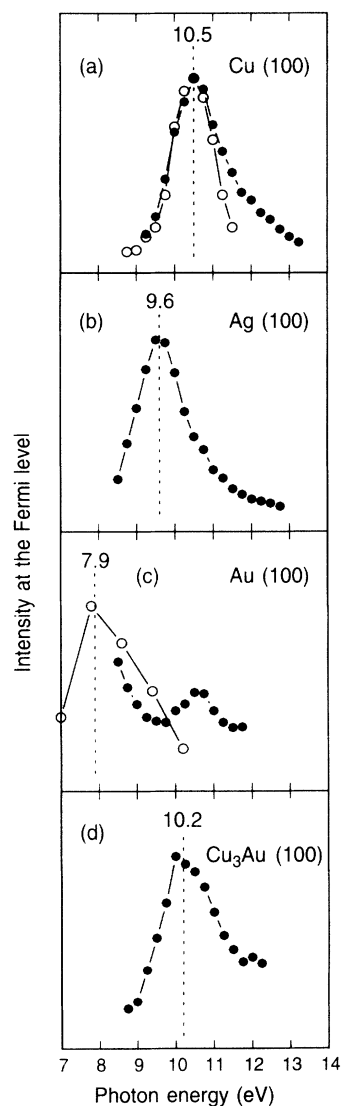 10.5
(a) Cu (100)
9.6
(b) Ag (100)
7.9
(c) Au (100)
10.2
(d) Cu₃Au (100)
Intensity at the Fermi level
7 8 9 10 11 12 13 14
Photon energy (eV)